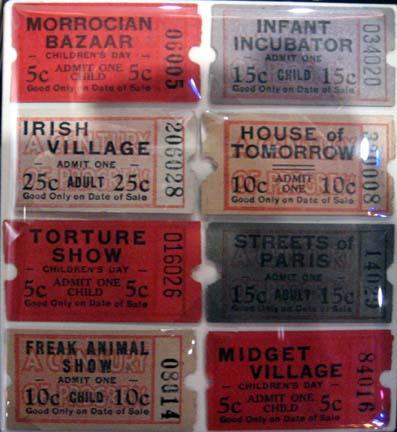 MORROCIAN
BAZAAR
CHILDREN'S DAY
5c ADMIT ONE CHILD 5c
Good Only on Date of Sale
06005
INFANT
INCUBATOR
ADMIT ONE
15c CHILD 15c
Good Only on Date of Sale
034020
IRISH
VILLAGE
ADMIT ONE
25c ADULT 25c
Good Only on Date of Sale
206028
HOUSE of
TOMORROW
10c ADMIT ONE 10c
Good Only on Date of Sale
TORTURE
SHOW
CHILDREN'S DAY
5c ADMIT ONE CHILD 5c
Good Only on Date of Sale
016026
STREETS of
PARIS
ADMIT ONE
15c ADULT 15c
Good Only on Date of Sale
FREAK ANIMAL
SHOW
ADMIT ONE
10c CHILD 10c
Good Only on Date of Sale
08014
MIDGET
VILLAGE
CHILDREN'S DAY
5c ADMIT ONE CHILD 5c
Good Only on Date of Sale
84016